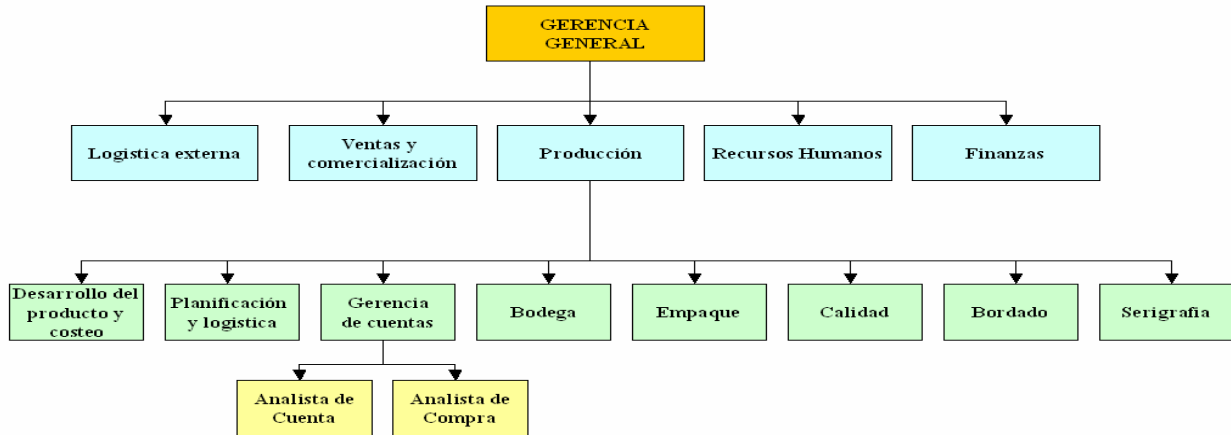 GERENCIA
GENERAL
Logistica externa
Ventas y
comercialización
Producción
Recursos Humanos
Finanzas
Desarrollo del
producto y
costeo
Planificación
y logistica
Gerencia
de cuentas
Bodega
Empaque
Calidad
Bordado
Serigrafia
Analista de
Cuenta
Analista de
Compra